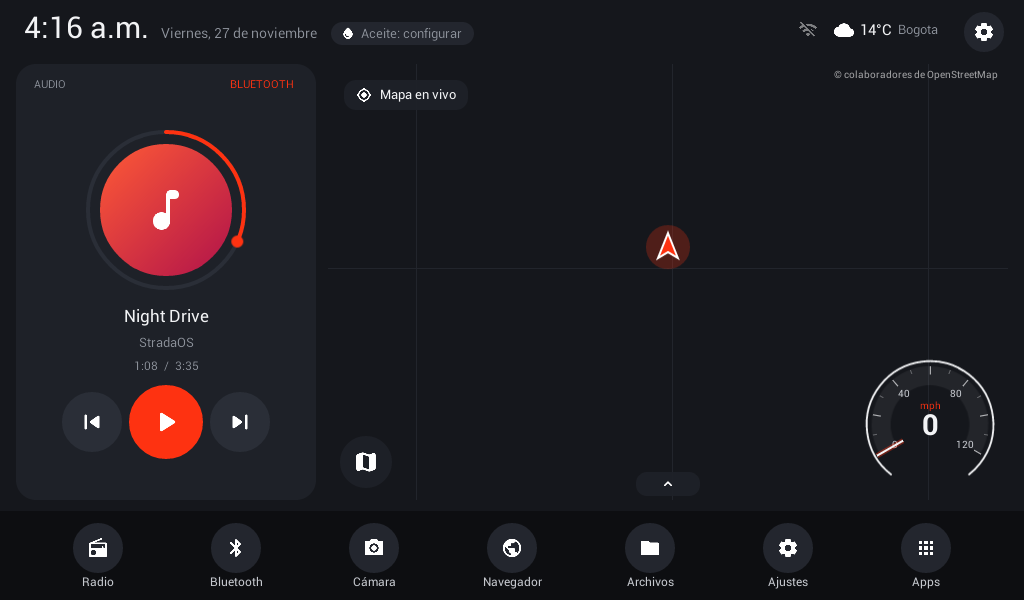 4:16 a.m.
Viernes, 27 de noviembre
Aceite: configurar
14°C Bogota
AUDIO
BLUETOOTH
© colaboradores de OpenStreetMap
Mapa en vivo
Night Drive
StradaOS
1:08 / 3:35
40
80
mph
0
0
120
Radio
Bluetooth
Cámara
Navegador
Archivos
Ajustes
Apps